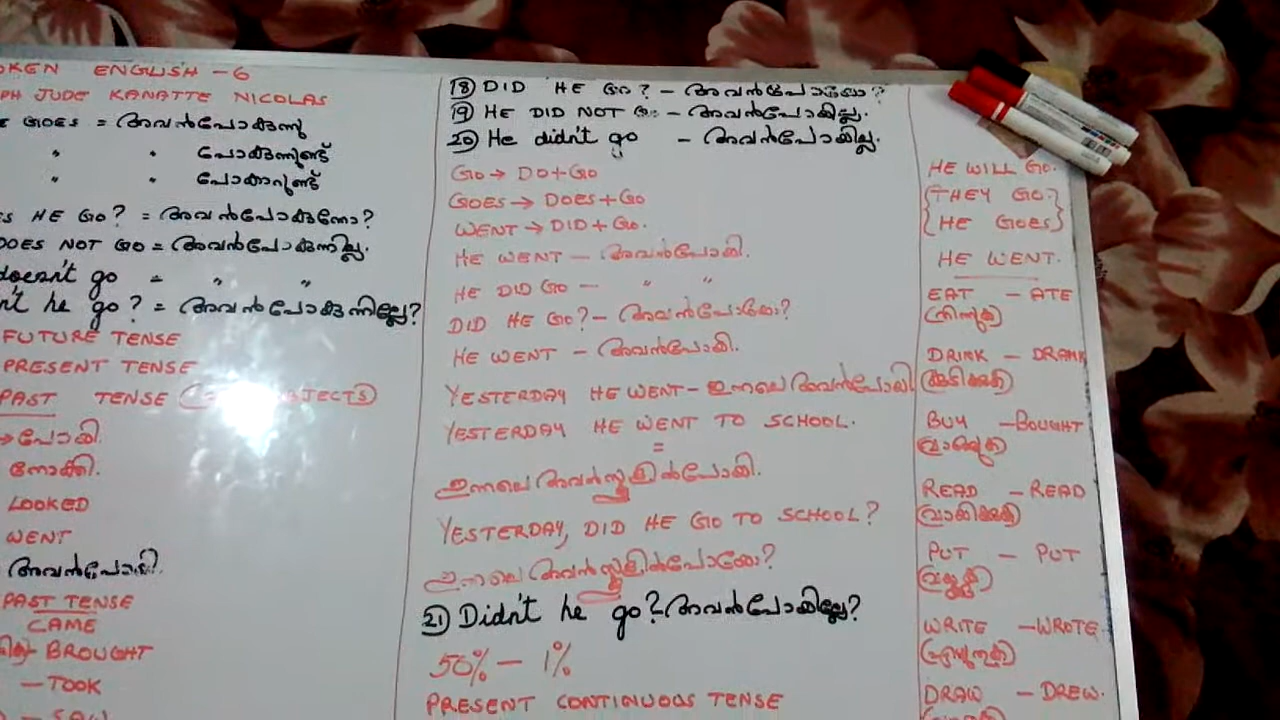 OKEN ENGLISH - 6
PH JUDE KANATTE NICOLAS
E GOES = അവൻപോകുന്നു
" " പോകുന്നുണ്ട്
" " പോകാറുണ്ട്
ES HE GO? = അവൻപോകുന്നോ?
DOES NOT GO = അവൻപോകുന്നില്ല.
doesn't go = " "
n't he go? = അവൻപോകുന്നില്ലേ?
FUTURE TENSE
PRESENT TENSE
PAST TENSE
→ പോകി.
നോക്കി.
LOOKED
WENT
അവൻപോയി.
PAST TENSE
CAME
BROUGHT
- TOOK
- SAW
18) DID HE GO? - അവൻപോയോ?
19) HE DID NOT GO - അവൻപോകില്ല.
20) He didn't go - അവൻപോകില്ല.
GO → DO+GO
GOES → DOES+GO
WENT → DID+GO.
HE WENT - അവൻപോകി.
HE DID GO - " "
DID HE GO? - അവൻപോയോ?
HE WENT - അവൻപോകി.
YESTERDAY HE WENT - ഇന്നലെ അവൻപോയി
YESTERDAY HE WENT TO SCHOOL.
=
ഇന്നലെ അവൻ സ്കൂളിൽപോകി.
YESTERDAY, DID HE GO TO SCHOOL?
ഇന്നലെ അവൻ സ്കൂളിൽപോയോ?
21) Didn't he go? - അവൻപോയില്ലേ?
50% - 1%
PRESENT CONTINUOUS TENSE
HE WILL GO.
{THEY GO}
{HE GOES}
HE WENT.
EAT - ATE
(തിന്നുക)
DRINK - DRANK
(കുടിക്കുക)
BUY - BOUGHT
(വാങ്ങുക)
READ - READ
(വായിക്കുക)
PUT - PUT
(വയ്ക്കുക)
WRITE - WROTE.
(എഴുതുക)
DRAW - DREW.